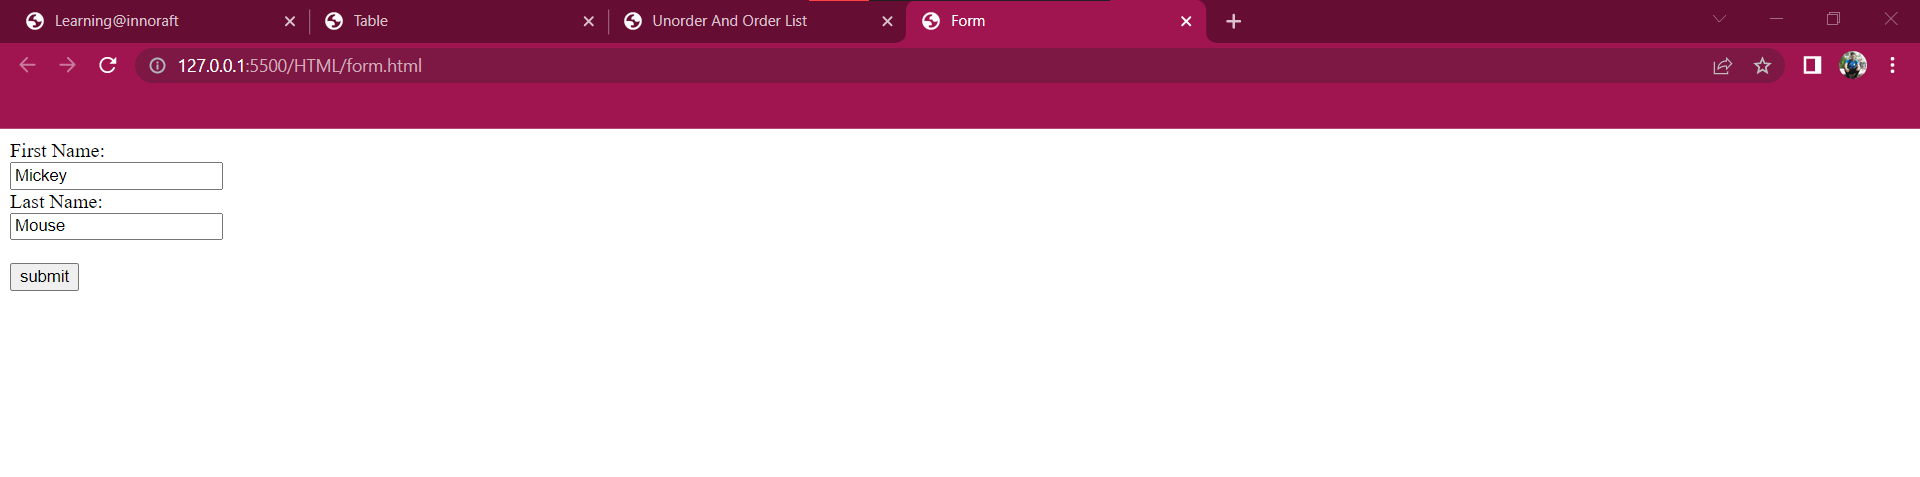 Learning@innoraft
Table
Unorder And Order List
Form
127.0.0.1:5500/HTML/form.html
First Name:
Mickey
Last Name:
Mouse
submit